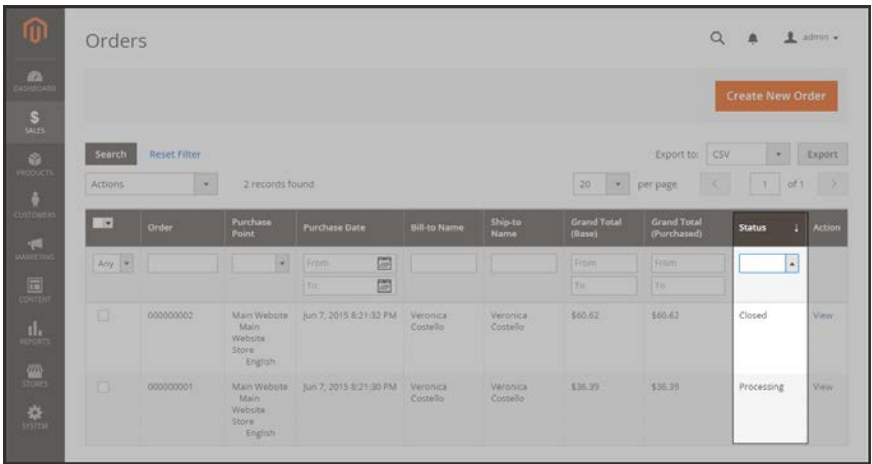 Orders
admin
DASHBOARD
Create New Order
SALES
Search Reset Filter Export to: CSV Export
PRODUCTS
Actions 2 records found 20 per page 1 of 1
CUSTOMERS
Order Purchase Point Purchase Date Bill-to Name Ship-to Name Grand Total (Base) Grand Total (Purchased) Status ↓ Action
MARKETING
Any From From From
To To To
CONTENT
000000002 Main Website Main Website Store English Jun 7, 2015 8:21:32 PM Veronica Costello Veronica Costello $60.62 $60.62 Closed View
REPORTS
000000001 Main Website Main Website Store English Jun 7, 2015 8:21:30 PM Veronica Costello Veronica Costello $36.39 $36.39 Processing View
STORES
SYSTEM